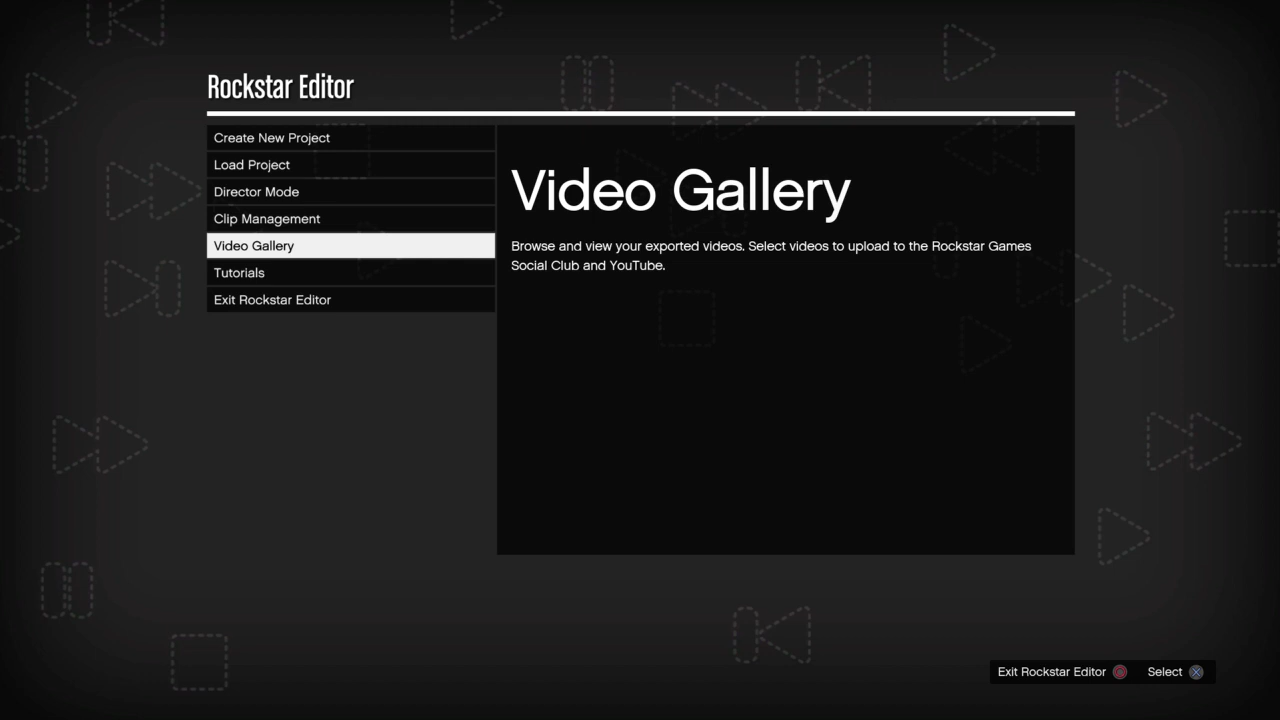 Rockstar Editor
Create New Project
Load Project
Director Mode
Clip Management
Video Gallery
Tutorials
Exit Rockstar Editor
Video Gallery
Browse and view your exported videos. Select videos to upload to the Rockstar Games
Social Club and YouTube.
Exit Rockstar Editor Select